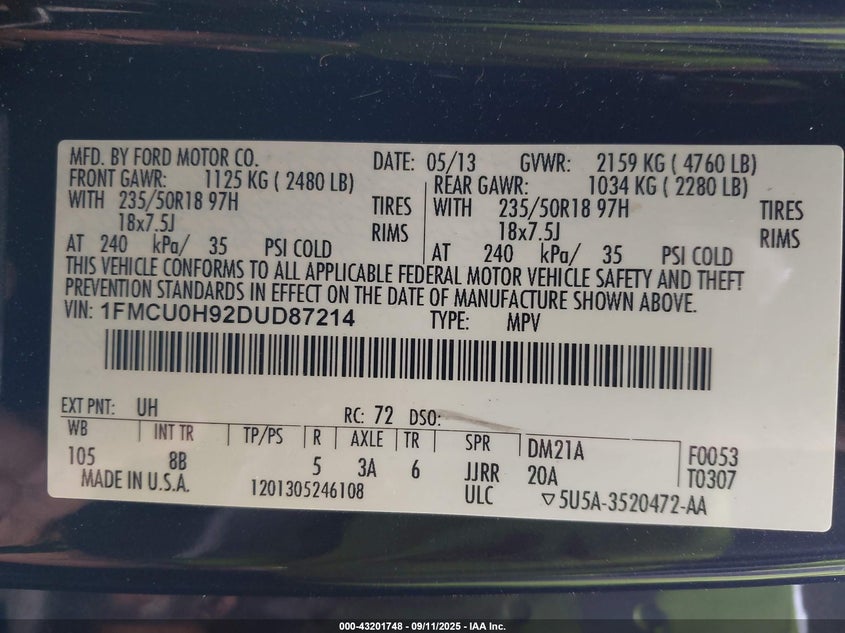 MFD. BY FORD MOTOR CO. DATE: 05/13 GVWR: 2159 KG ( 4760 LB)
FRONT GAWR: 1125 KG ( 2480 LB) REAR GAWR: 1034 KG ( 2280 LB)
WITH 235/50R18 97H TIRES WITH 235/50R18 97H TIRES
18x7.5J RIMS 18x7.5J RIMS
AT 240 kPa/ 35 PSI COLD AT 240 kPa/ 35 PSI COLD
THIS VEHICLE CONFORMS TO ALL APPLICABLE FEDERAL MOTOR VEHICLE SAFETY AND THEFT
PREVENTION STANDARDS IN EFFECT ON THE DATE OF MANUFACTURE SHOWN ABOVE.
VIN: 1FMCU0H92DUD87214 TYPE: MPV
EXT PNT: UH RC: 72 DSO:
WB INT TR TP/PS R AXLE TR SPR DM21A F0053
105 8B 5 3A 6 JJRR 20A T0307
MADE IN U.S.A. 1201305246108 ULC ▽5U5A-3520472-AA
000-43201748 - 09/11/2025 - IAA Inc.